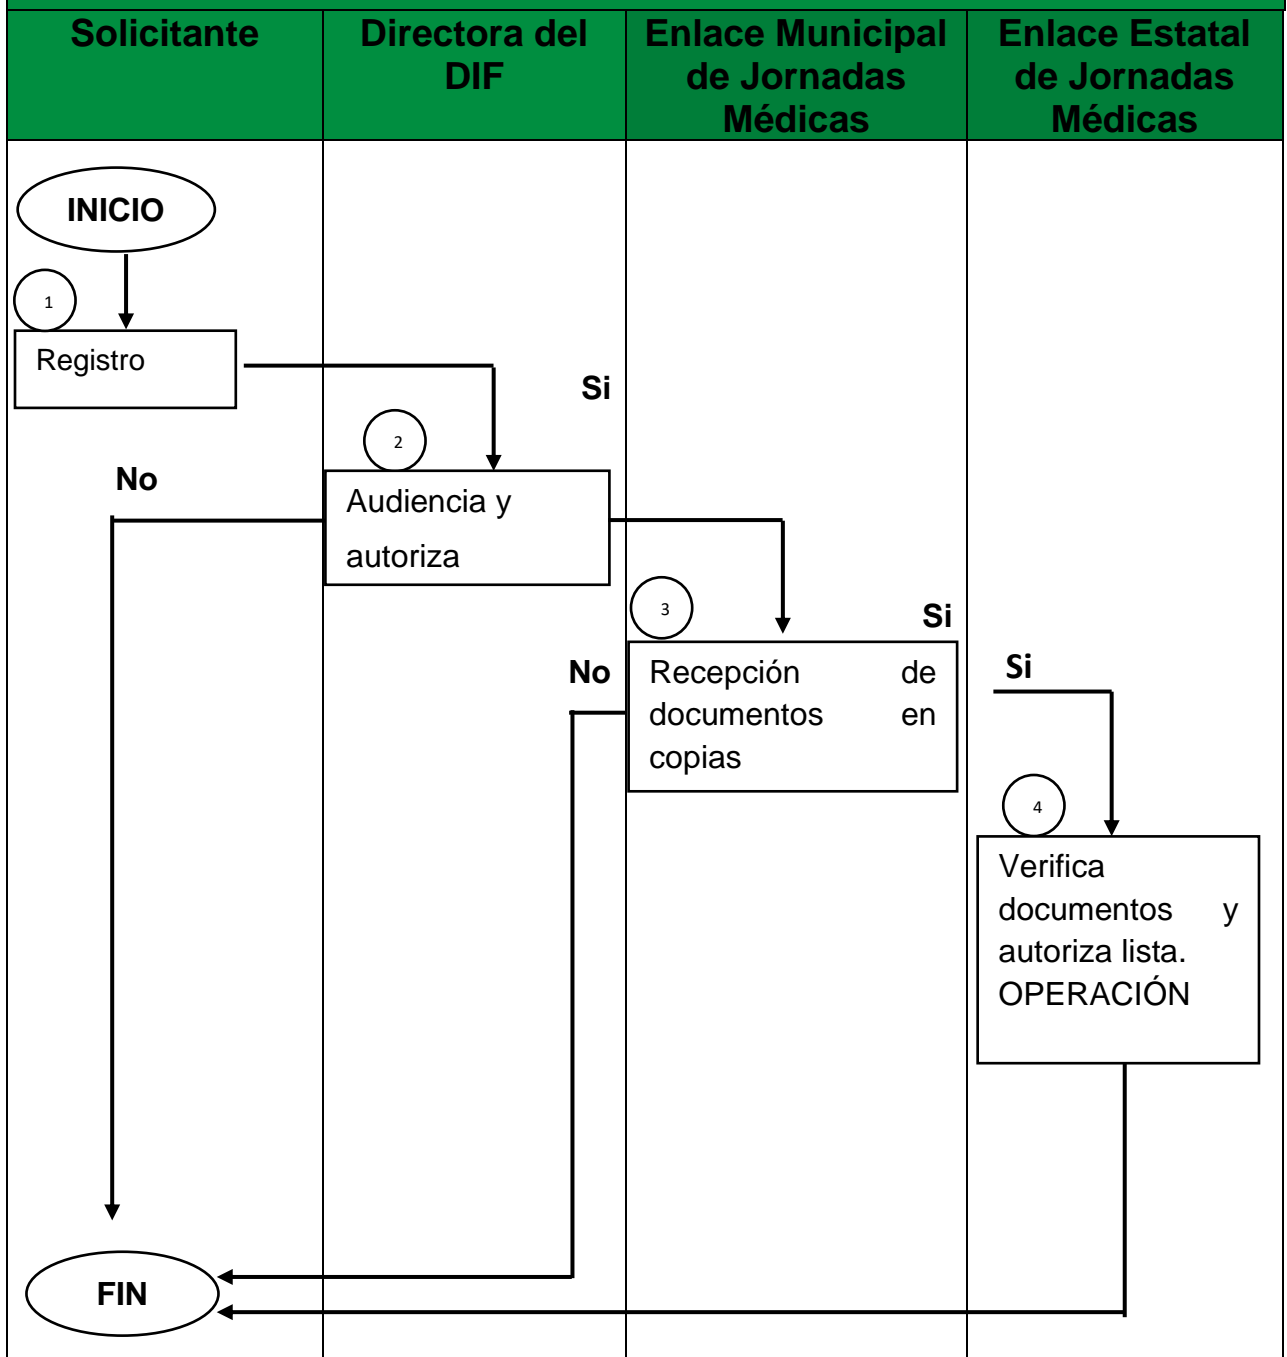 Solicitante
Directora del
DIF
Enlace Municipal
de Jornadas
Médicas
Enlace Estatal
de Jornadas
Médicas
INICIO
1
Registro
Si
2
No
Audiencia y
autoriza
3
Si
No
Recepción de
documentos en
copias
Si
4
Verifica
documentos y
autoriza lista.
OPERACIÓN
FIN